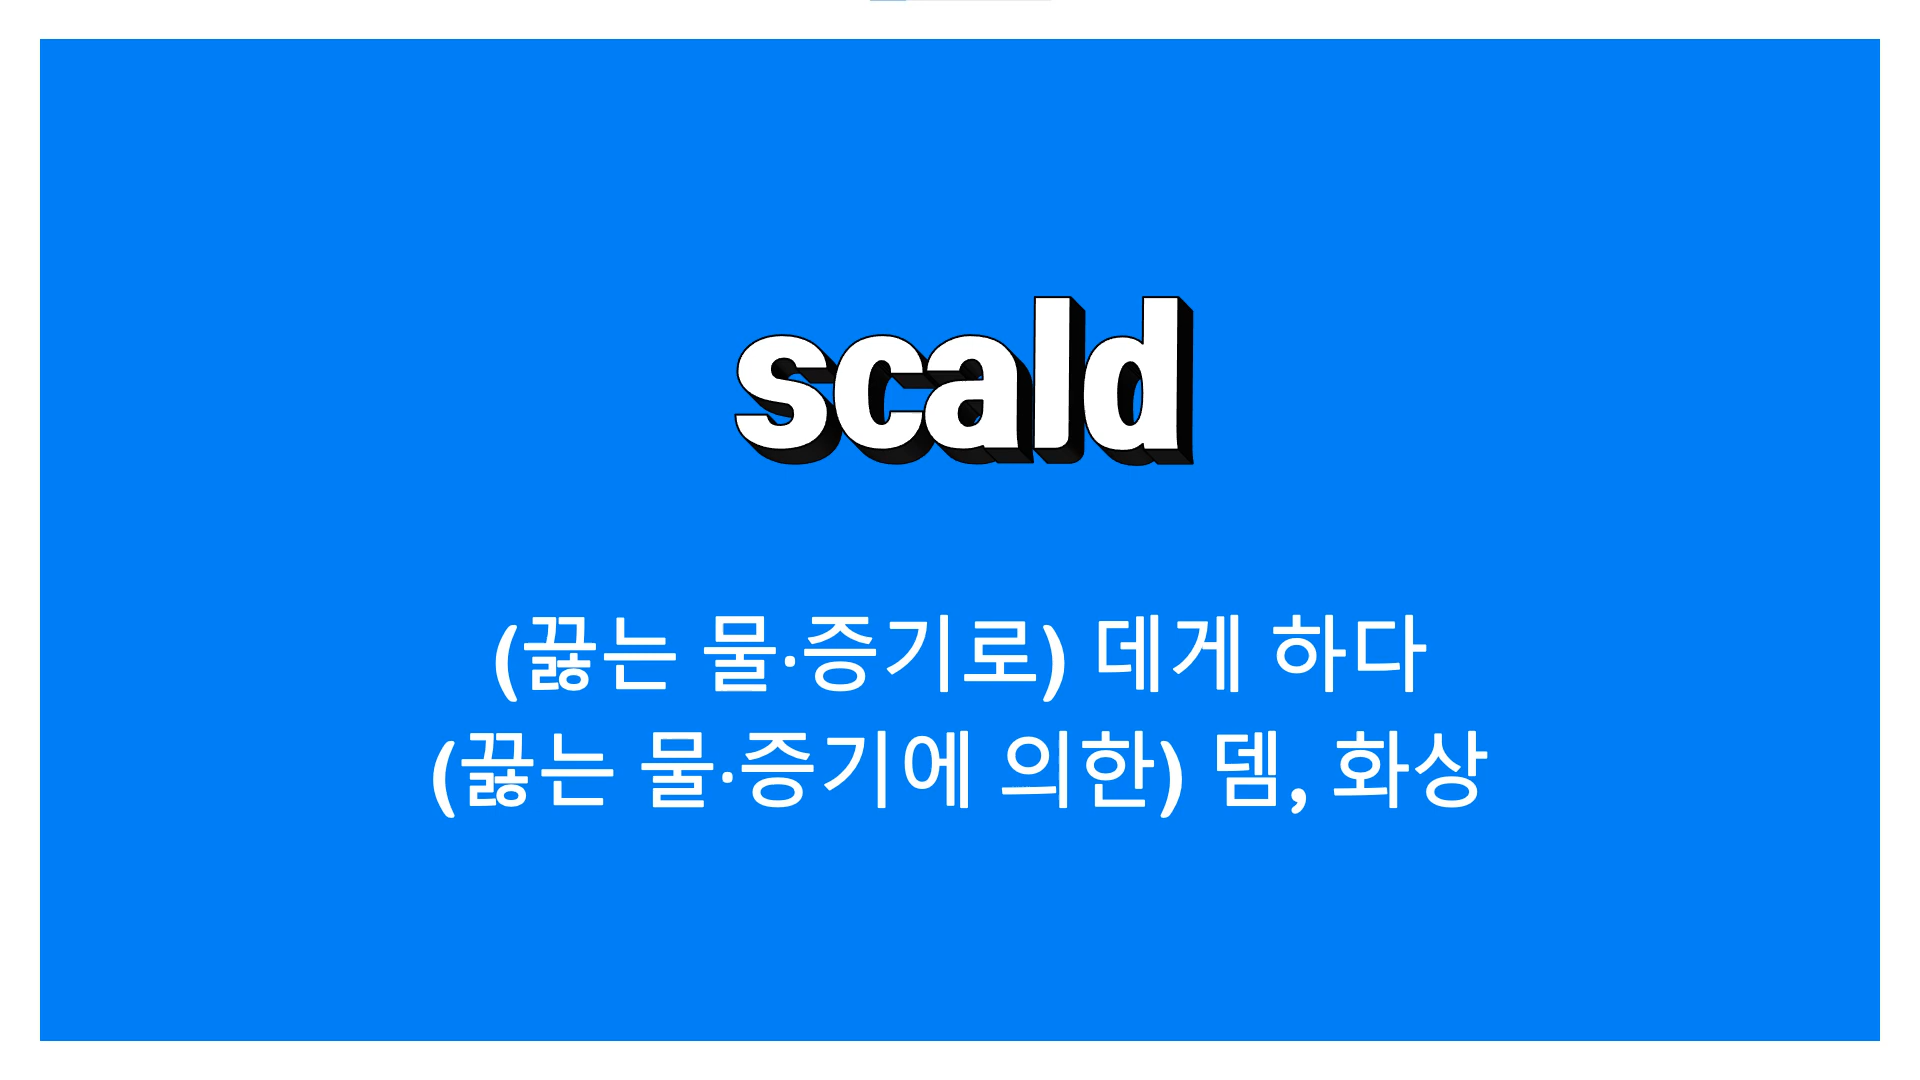 scald
(끓는 물·증기로) 데게 하다
(끓는 물·증기에 의한) 뎀, 화상